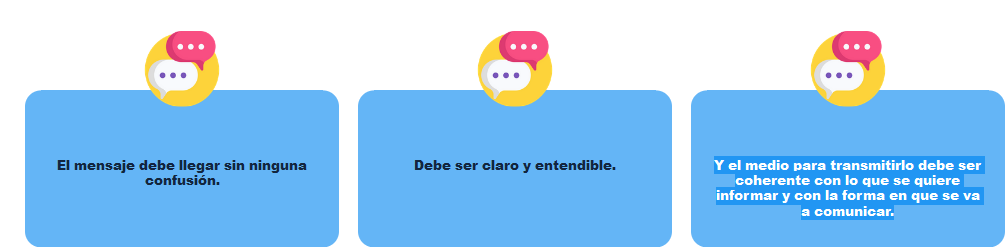 El mensaje debe llegar sin ninguna
confusión.
Debe ser claro y entendible.
Y el medio para transmitirlo debe ser
coherente con lo que se quiere
informar y con la forma en que se va
a comunicar.